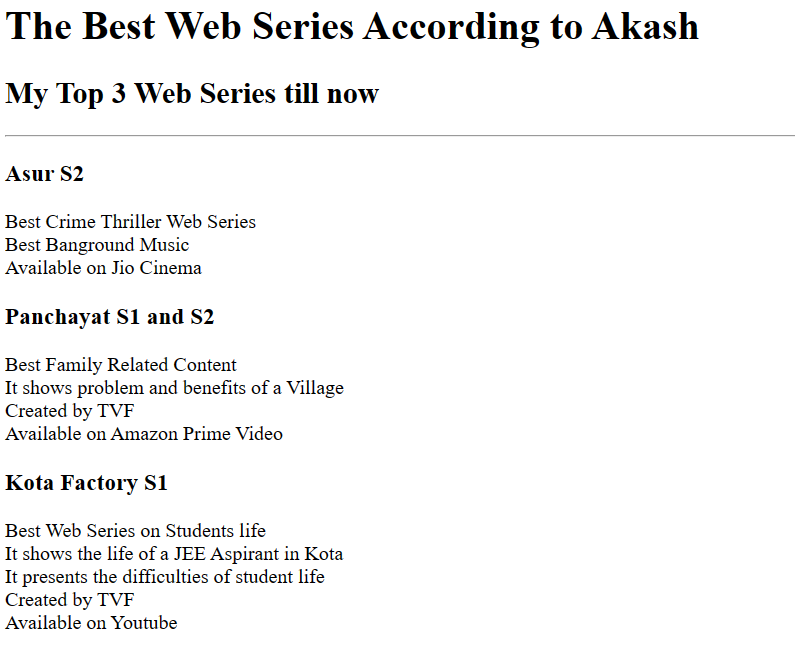 The Best Web Series According to Akash
My Top 3 Web Series till now
Asur S2
Best Crime Thriller Web Series
Best Banground Music
Available on Jio Cinema
Panchayat S1 and S2
Best Family Related Content
It shows problem and benefits of a Village
Created by TVF
Available on Amazon Prime Video
Kota Factory S1
Best Web Series on Students life
It shows the life of a JEE Aspirant in Kota
It presents the difficulties of student life
Created by TVF
Available on Youtube